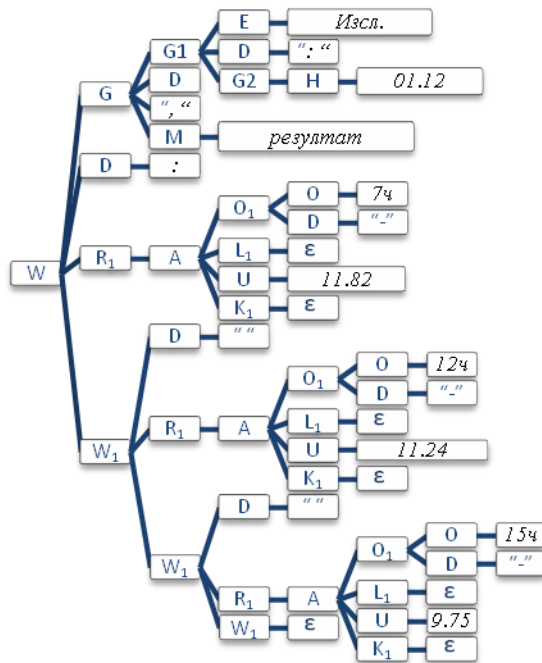 E Изсл.
G1 D “: “
G G2 H 01.12
D
“, “
M резултат
D :
O O 7ч
1 D “-”
L1 ε
W R1 A U 11.82
K1 ε
D “ “
O 12ч
O1 D “-”
R1 A L1 ε
U 11.24
W1 K1 ε
D “ “
O 15ч
O1 D “-”
W1 L1 ε
R1 A U 9.75
W1 ε K1 ε